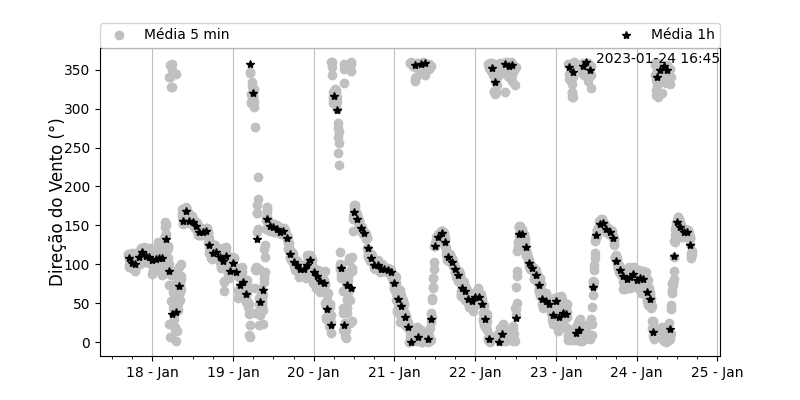 Média 5 min
Média 1h
2023-01-24 16:45
Direção do Vento (°)
350
300
250
200
150
100
50
0
18 - Jan
19 - Jan
20 - Jan
21 - Jan
22 - Jan
23 - Jan
24 - Jan
25 - Jan